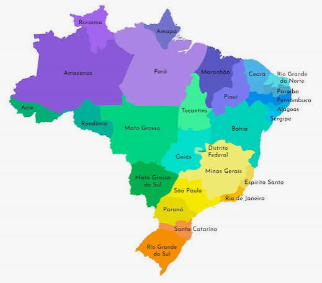 Roraima
Amapá
Amazonas
Pará
Maranhão
Ceará
Rio Grande
do Norte
Paraíba
Pernambuco
Alagoas
Sergipe
Piauí
Acre
Rondônia
Tocantins
Mato Grosso
Bahia
Distrito
Federal
Goiás
Minas Gerais
Mato Grosso
do Sul
Espírito Santo
São Paulo
Rio de Janeiro
Paraná
Santa Catarina
Rio Grande
do Sul